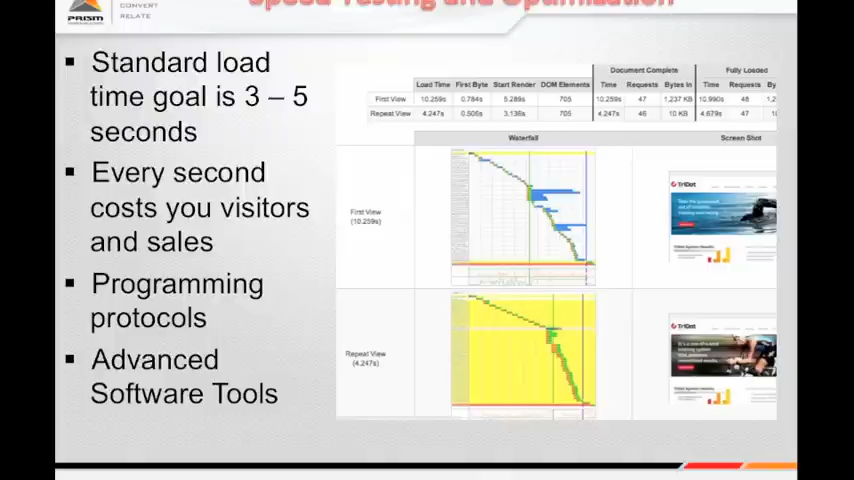 Speed Testing and Optimization
CONVERT
RELATE
PRISM
▪ Standard load
time goal is 3 – 5
seconds
▪ Every second
costs you visitors
and sales
▪ Programming
protocols
▪ Advanced
Software Tools
Document Complete Fully Loaded
Load Time First Byte Start Render DOM Elements Time Requests Bytes In Time Requests By
First View 10.259s 0.784s 5.289s 705 10.259s 47 1,237 KB 10.990s 48 1,2
Repeat View 4.247s 0.506s 3.136s 705 4.247s 46 10 KB 4.679s 47
Waterfall Screen Shot
First View
(10.259s)
TriDot
Repeat View
(4.247s)
TriDot